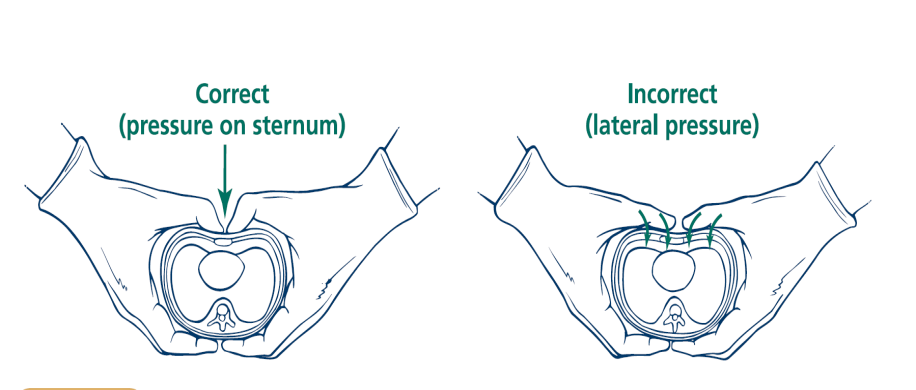 Correct
(pressure on sternum)
Incorrect
(lateral pressure)